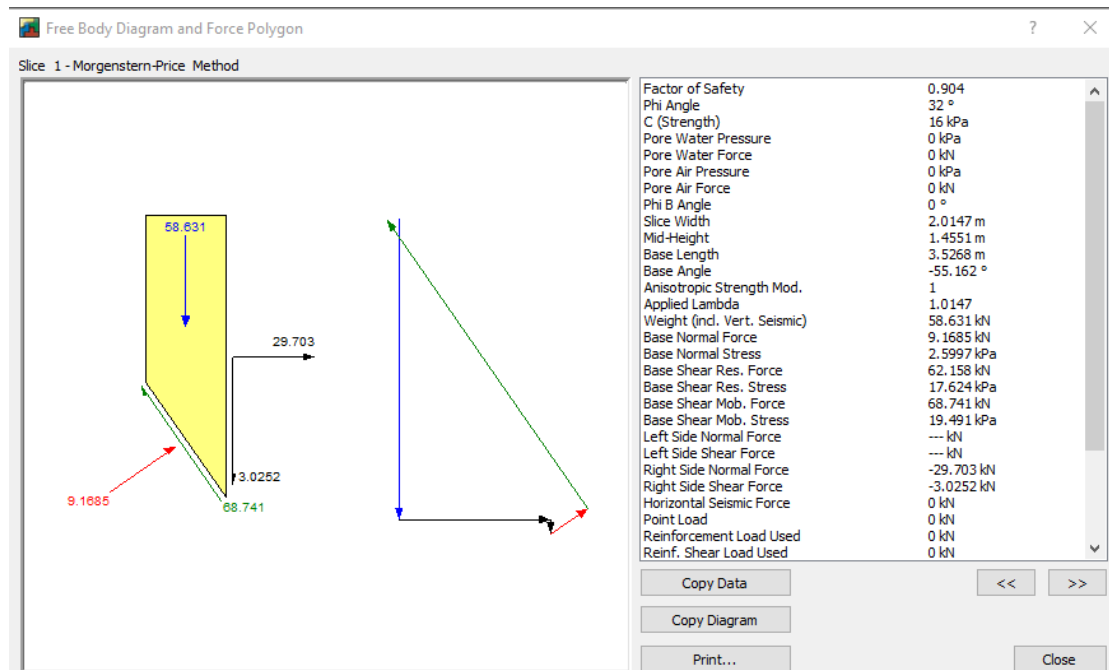 Free Body Diagram and Force Polygon ?
Slice 1 - Morgenstern-Price Method
58.631
29.703
3.0252
9.1685
68.741
Factor of Safety 0.904
Phi Angle 32 °
C (Strength) 16 kPa
Pore Water Pressure 0 kPa
Pore Water Force 0 kN
Pore Air Pressure 0 kPa
Pore Air Force 0 kN
Phi B Angle 0 °
Slice Width 2.0147 m
Mid-Height 1.4551 m
Base Length 3.5268 m
Base Angle -55.162 °
Anisotropic Strength Mod. 1
Applied Lambda 1.0147
Weight (incl. Vert. Seismic) 58.631 kN
Base Normal Force 9.1685 kN
Base Normal Stress 2.5997 kPa
Base Shear Res. Force 62.158 kN
Base Shear Res. Stress 17.624 kPa
Base Shear Mob. Force 68.741 kN
Base Shear Mob. Stress 19.491 kPa
Left Side Normal Force --- kN
Left Side Shear Force --- kN
Right Side Normal Force -29.703 kN
Right Side Shear Force -3.0252 kN
Horizontal Seismic Force 0 kN
Point Load 0 kN
Reinforcement Load Used 0 kN
Reinf. Shear Load Used 0 kN
Copy Data << >>
Copy Diagram
Print... Close